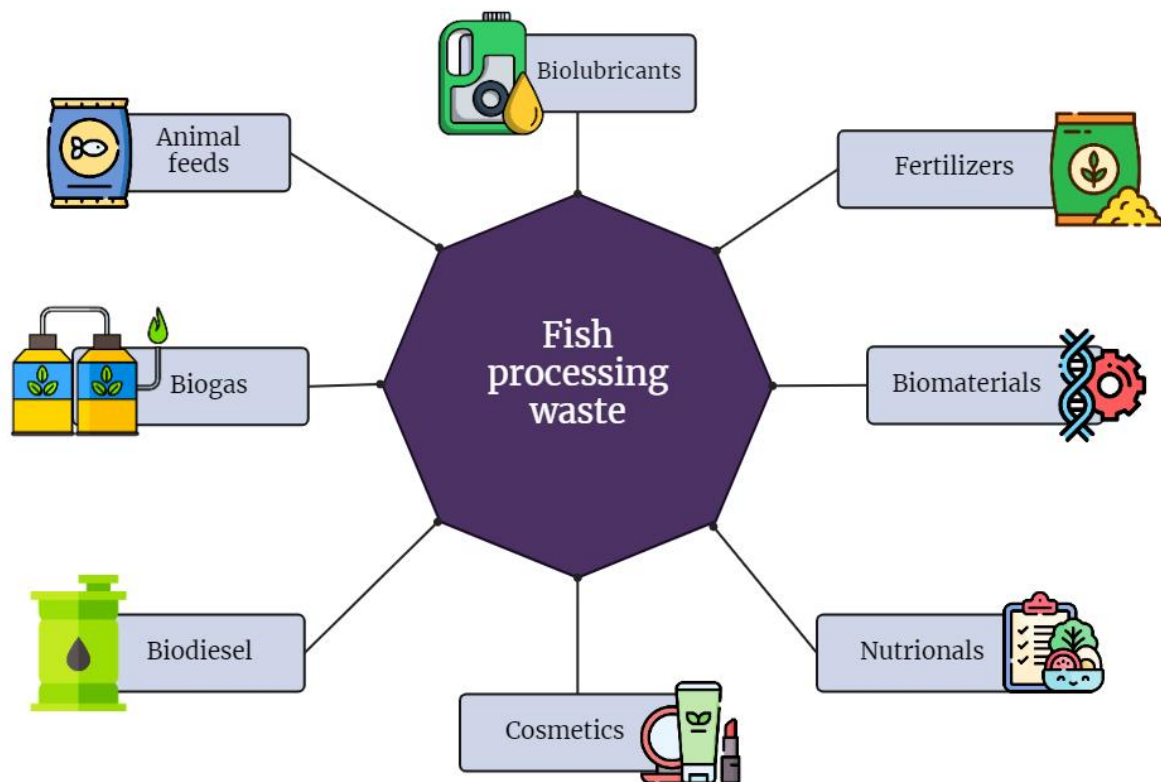 Biolubricants
Animal
feeds
Fertilizers
Fish
processing
waste
Biogas
Biomaterials
Biodiesel
Nutrionals
Cosmetics